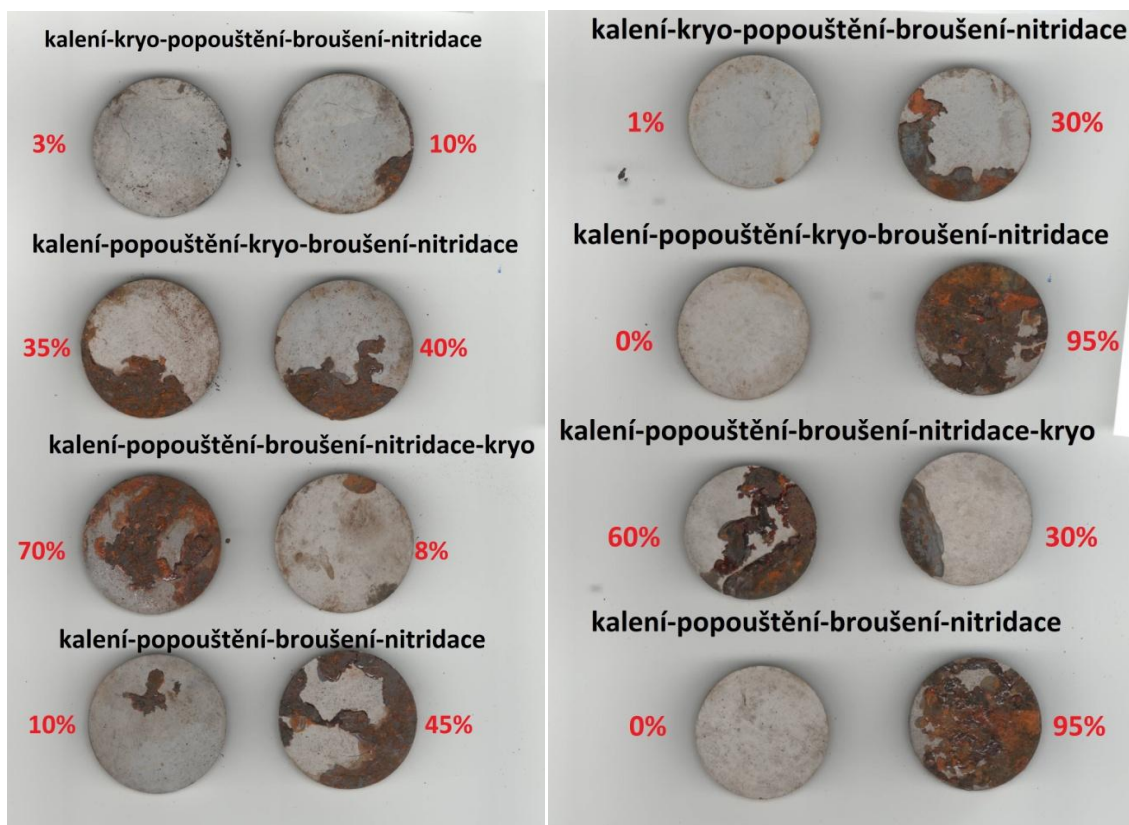 kalení-kryo-popouštění-broušení-nitridace
3%
10%
kalení-popouštění-kryo-broušení-nitridace
35%
40%
kalení-popouštění-broušení-nitridace-kryo
70%
8%
kalení-popouštění-broušení-nitridace
10%
45%
kalení-kryo-popouštění-broušení-nitridace
1%
30%
kalení-popouštění-kryo-broušení-nitridace
0%
95%
kalení-popouštění-broušení-nitridace-kryo
60%
30%
kalení-popouštění-broušení-nitridace
0%
95%